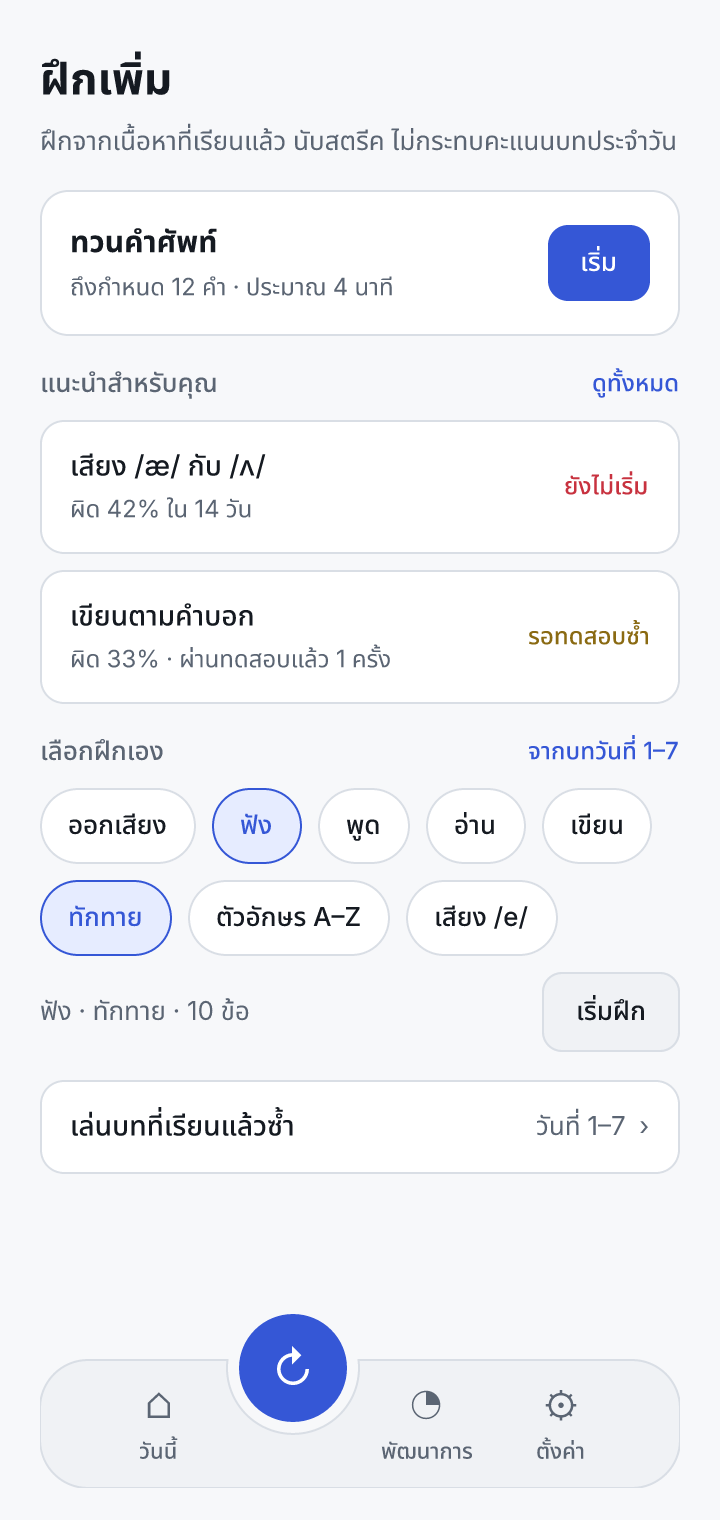 ฝึกเพิ่ม
ฝึกจากเนื้อหาที่เรียนแล้ว นับสตรีค ไม่กระทบคะแนนบทประจำวัน
ทวนคำศัพท์
ถึงกำหนด 12 คำ · ประมาณ 4 นาที
เริ่ม
แนะนำสำหรับคุณ
ดูทั้งหมด
เสียง /æ/ กับ /ʌ/
ผิด 42% ใน 14 วัน
ยังไม่เริ่ม
เขียนตามคำบอก
ผิด 33% · ผ่านทดสอบแล้ว 1 ครั้ง
รอทดสอบซ้ำ
เลือกฝึกเอง
จากบทวันที่ 1–7
ออกเสียง
ฟัง
พูด
อ่าน
เขียน
ทักทาย
ตัวอักษร A–Z
เสียง /e/
ฟัง · ทักทาย · 10 ข้อ
เริ่มฝึก
เล่นบทที่เรียนแล้วซ้ำ
วันที่ 1–7 ›
วันนี้
พัฒนาการ
ตั้งค่า